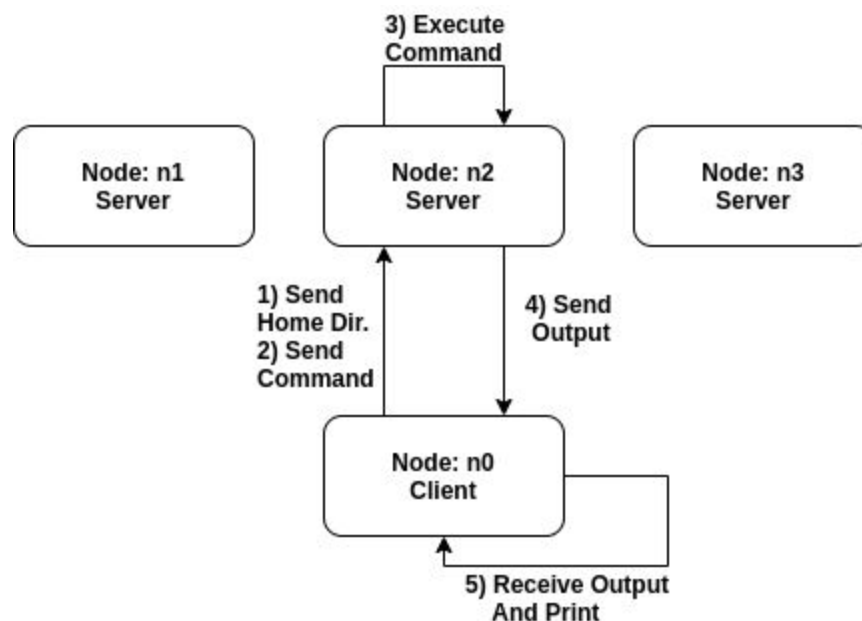 3) Execute
Command
Node: n1
Server
Node: n2
Server
Node: n3
Server
1) Send
Home Dir.
2) Send
Command
4) Send
Output
Node: n0
Client
5) Receive Output
And Print